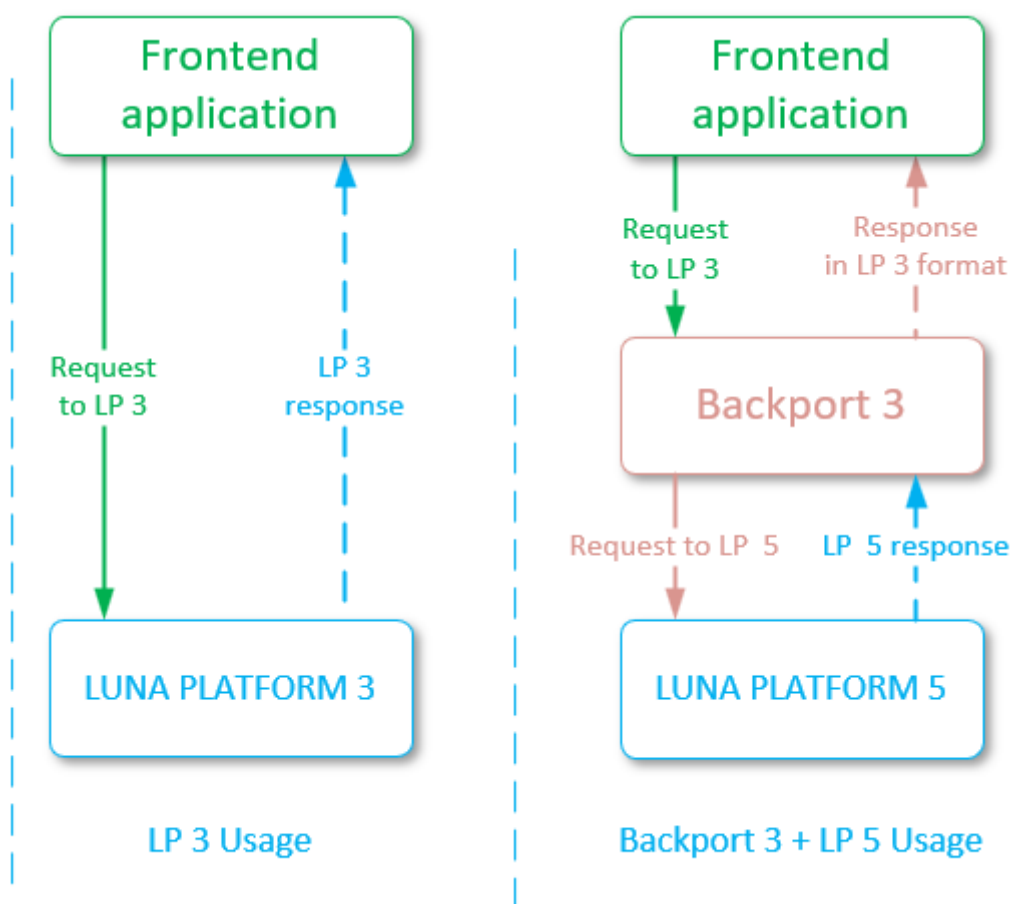 Frontend
application
Request
to LP 3
LP 3
response
LUNA PLATFORM 3
LP 3 Usage
Frontend
application
Request
to LP 3
Response
in LP 3 format
Backport 3
Request to LP 5
LP 5 response
LUNA PLATFORM 5
Backport 3 + LP 5 Usage